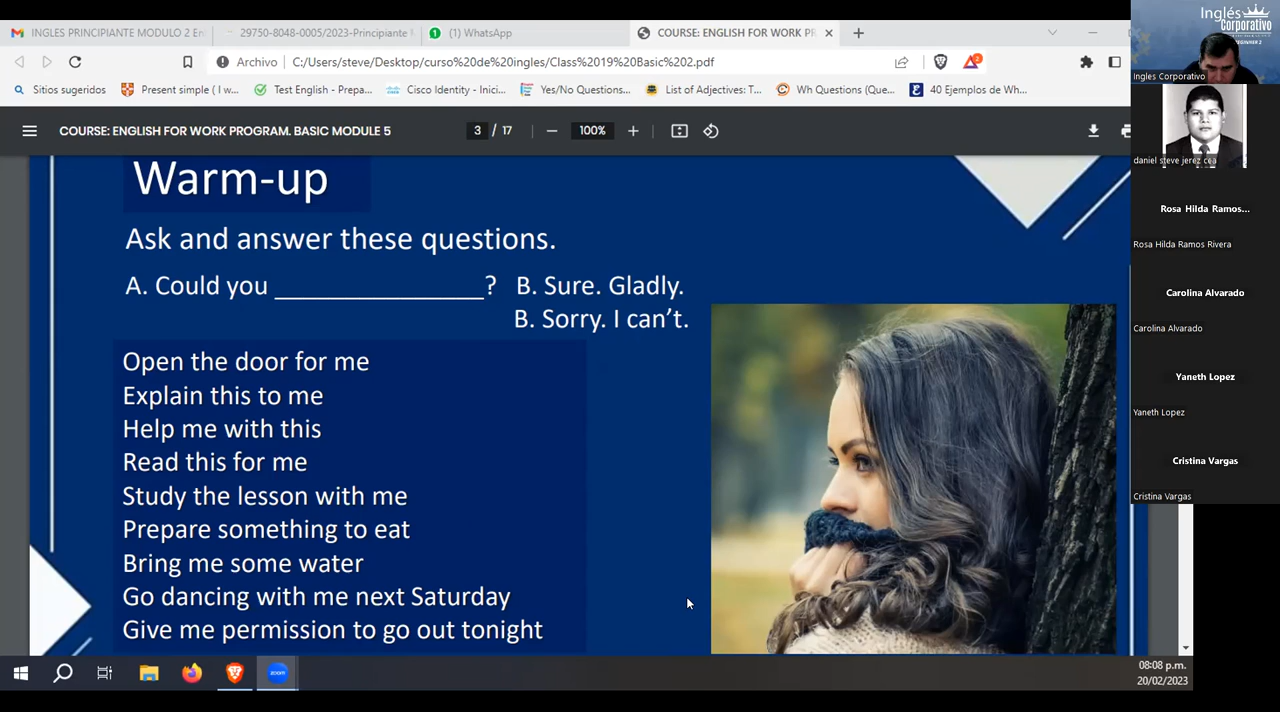 INGLES PRINCIPIANTE MODULO 2 En
29750-8048-0005/2023-Principiante M
(1) WhatsApp
COURSE: ENGLISH FOR WORK PR
Archivo
C:/Users/steve/Desktop/curso%20de%20ingles/Class%2019%20Basic%202.pdf
Sitios sugeridos
Present simple ( I w...
Test English - Prepa...
Cisco Identity - Inici...
Yes/No Questions...
List of Adjectives: T...
Wh Questions (Que...
40 Ejemplos de Wh...
COURSE: ENGLISH FOR WORK PROGRAM. BASIC MODULE 5
3 / 17
100%
Warm-up
Ask and answer these questions.
A. Could you _______________? B. Sure. Gladly.
B. Sorry. I can't.
Open the door for me
Explain this to me
Help me with this
Read this for me
Study the lesson with me
Prepare something to eat
Bring me some water
Go dancing with me next Saturday
Give me permission to go out tonight
Inglés
Corporativo
Ingles Corporativo
daniel steve jerez cea
Rosa Hilda Ramos...
Rosa Hilda Ramos Rivera
Carolina Alvarado
Carolina Alvarado
Yaneth Lopez
Yaneth Lopez
Cristina Vargas
Cristina Vargas
zoom
08:08 p.m.
20/02/2023